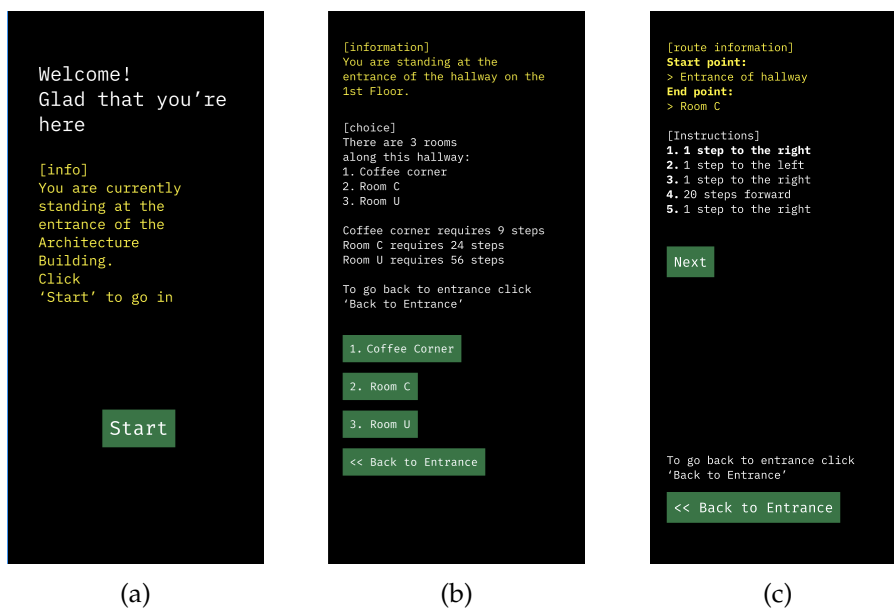 Welcome!
Glad that you’re
here
[info]
You are currently
standing at the
entrance of the
Architecture
Building.
Click
‘Start’ to go in
Start
(a)
[information]
You are standing at the
entrance of the hallway on the
1st Floor.
[choice]
There are 3 rooms
along this hallway:
1. Coffee corner
2. Room C
3. Room U
Coffee corner requires 9 steps
Room C requires 24 steps
Room U requires 56 steps
To go back to entrance click
‘Back to Entrance’
1. Coffee Corner
2. Room C
3. Room U
<< Back to Entrance
(b)
[route information]
Start point:
> Entrance of hallway
End point:
> Room C
[Instructions]
1. 1 step to the right
2. 1 step to the left
3. 1 step to the right
4. 20 steps forward
5. 1 step to the right
Next
To go back to entrance click
‘Back to Entrance’
<< Back to Entrance
(c)